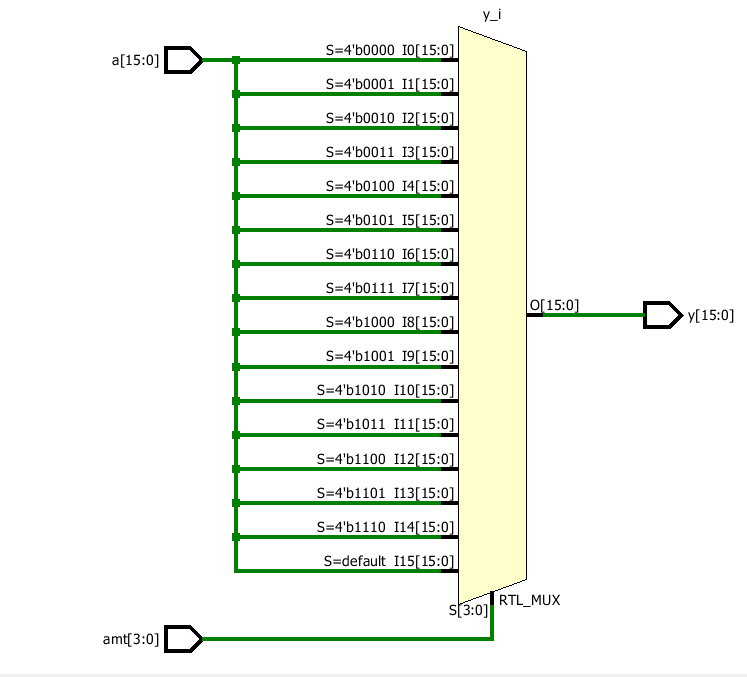 y_i
a[15:0]
S=4'b0000 I0[15:0]
S=4'b0001 I1[15:0]
S=4'b0010 I2[15:0]
S=4'b0011 I3[15:0]
S=4'b0100 I4[15:0]
S=4'b0101 I5[15:0]
S=4'b0110 I6[15:0]
S=4'b0111 I7[15:0]
O[15:0]
y[15:0]
S=4'b1000 I8[15:0]
S=4'b1001 I9[15:0]
S=4'b1010 I10[15:0]
S=4'b1011 I11[15:0]
S=4'b1100 I12[15:0]
S=4'b1101 I13[15:0]
S=4'b1110 I14[15:0]
S=default I15[15:0]
RTL_MUX
S[3:0]
amt[3:0]